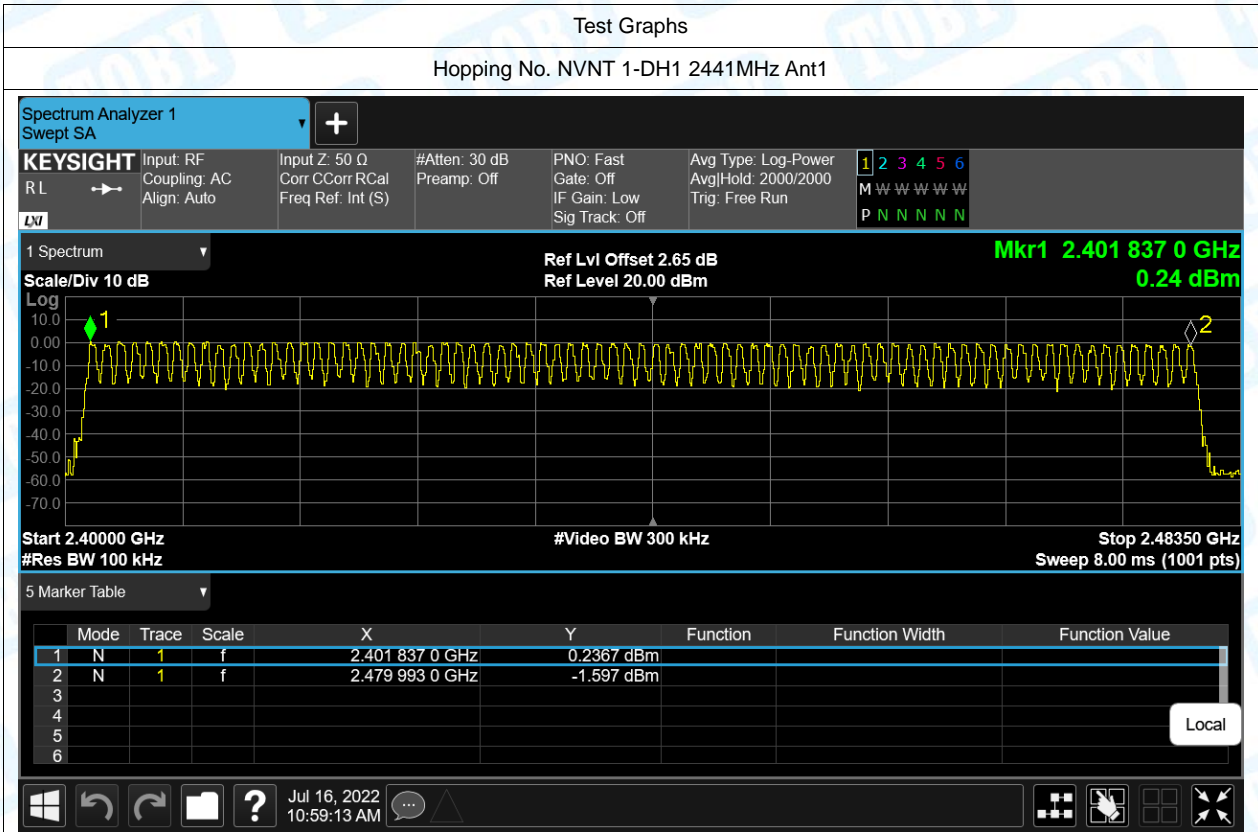 Test Graphs
Hopping No. NVNT 1-DH1 2441MHz Ant1
Spectrum Analyzer 1
Swept SA
KEYSIGHT
RL
LXI
Input: RF
Coupling: AC
Align: Auto
Input Z: 50 Ω
Corr CCorr RCal
Freq Ref: Int (S)
#Atten: 30 dB
Preamp: Off
PNO: Fast
Gate: Off
IF Gain: Low
Sig Track: Off
Avg Type: Log-Power
Avg|Hold: 2000/2000
Trig: Free Run
1 2 3 4 5 6
M W W W W W
P N N N N N
1 Spectrum
Scale/Div 10 dB
Ref Lvl Offset 2.65 dB
Ref Level 20.00 dBm
Mkr1 2.401 837 0 GHz
0.24 dBm
Log
10.0
0.00
-10.0
-20.0
-30.0
-40.0
-50.0
-60.0
-70.0
1
2
Start 2.40000 GHz
#Res BW 100 kHz
#Video BW 300 kHz
Stop 2.48350 GHz
Sweep 8.00 ms (1001 pts)
5 Marker Table
Mode Trace Scale X Y Function Function Width Function Value
1 N 1 f 2.401 837 0 GHz 0.2367 dBm
2 N 1 f 2.479 993 0 GHz -1.597 dBm
3
4
5
6
Local
?
Jul 16, 2022
10:59:13 AM
TOBY